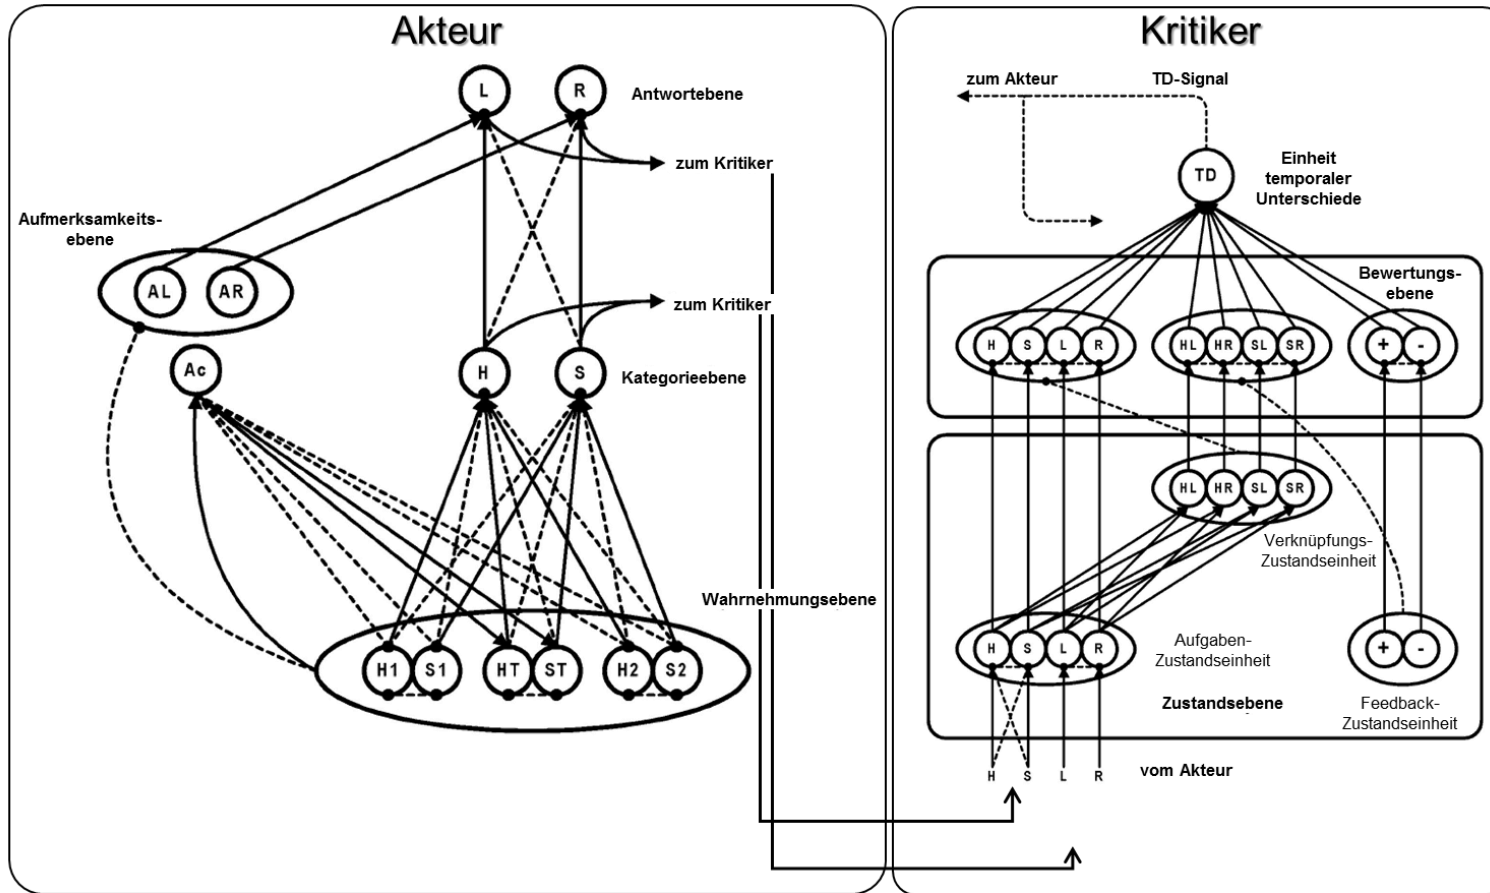 Akteur
L
R
Antwortebene
zum Kritiker
Aufmerksamkeits-
ebene
AL
AR
zum Kritiker
Ac
H
S
Kategorieebene
Wahrnehmungsebene
H1
S1
HT
ST
H2
S2
Kritiker
zum Akteur
TD-Signal
TD
Einheit
temporaler
Unterschiede
Bewertungs-
ebene
H
S
L
R
HL
HR
SL
SR
+
-
HL
HR
SL
SR
Verknüpfungs-
Zustandseinheit
H
S
L
R
Aufgaben-
Zustandseinheit
+
-
Zustandsebene
Feedback-
Zustandseinheit
H
S
L
R
vom Akteur